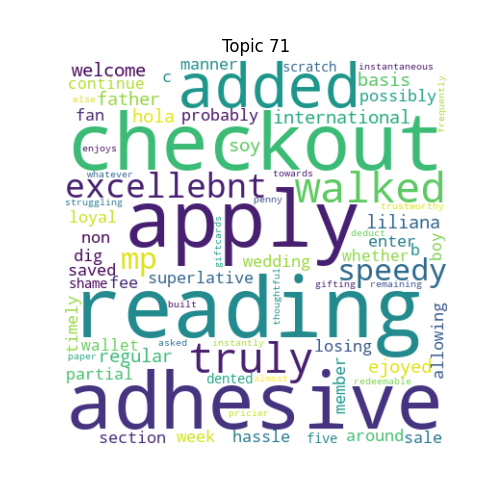 Topic 71
manner scratch instantaneous
welcome c added basis
continue possibly
else father frequently
fan hola probably international
checkout
enjoys soy
whatever towards
excellebnt penny walked
struggling trustworthy
loyal apply liliana
non giftcards deduct enter b boy
dig mp wedding whether
saved speedy
shame fee superlative thoughtful gifting remaining
built
timely reading allowing
wallet asked instantly losing
paper regular truly ejoyed
partial dented almost member redeemable
adhesive
pricier
section week hassle five around sale